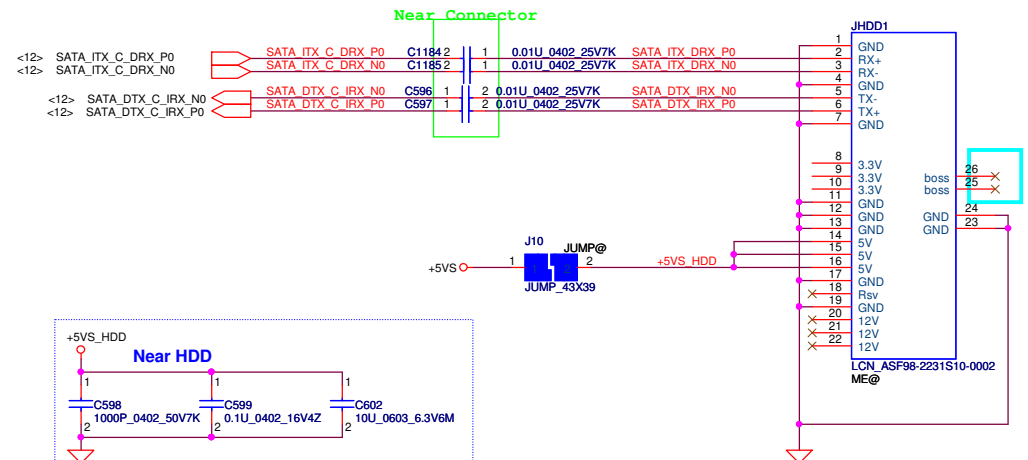 Near Connector
JHDD1
<12> SATA_ITX_C_DRX_P0 SATA_ITX_C_DRX_P0 C1184 2 1 0.01U_0402_25V7K SATA_ITX_DRX_P0
<12> SATA_ITX_C_DRX_N0 SATA_ITX_C_DRX_N0 C1185 2 1 0.01U_0402_25V7K SATA_ITX_DRX_N0
<12> SATA_DTX_C_IRX_N0 SATA_DTX_C_IRX_N0 C596 1 2 0.01U_0402_25V7K SATA_DTX_IRX_N0
<12> SATA_DTX_C_IRX_P0 SATA_DTX_C_IRX_P0 C597 1 2 0.01U_0402_25V7K SATA_DTX_IRX_P0
1 GND
2 RX+
3 RX-
4 GND
5 TX-
6 TX+
7 GND
8 3.3V
9 3.3V
10 3.3V
11 GND
12 GND
13 GND
14 5V
15 5V
16 5V
17 GND
18 Rsv
19 GND
20 12V
21 12V
22 12V
boss 26
boss 25
GND 24
GND 23
LCN_ASF98-2231S10-0002
ME@
J10
JUMP@
+5VS 1 1 2 2 +5VS_HDD
JUMP_43X39
+5VS_HDD
Near HDD
1 1 1
C598 C599 C602
1000P_0402_50V7K 0.1U_0402_16V4Z 10U_0603_6.3V6M
2 2 2